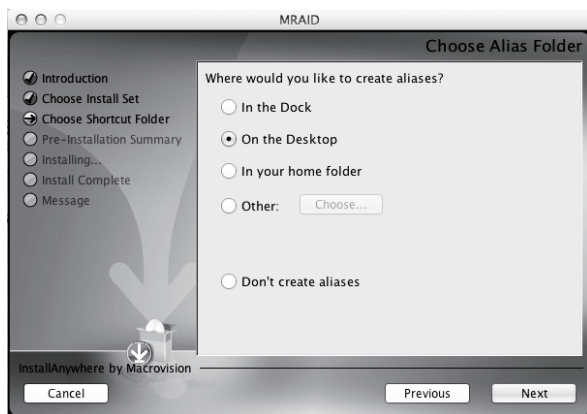 MRAID
Choose Alias Folder
Introduction
Choose Install Set
Choose Shortcut Folder
Pre-Installation Summary
Installing...
Install Complete
Message
Where would you like to create aliases?
In the Dock
On the Desktop
In your home folder
Other:
Choose...
Don't create aliases
InstallAnywhere by Macrovision
Cancel
Previous
Next